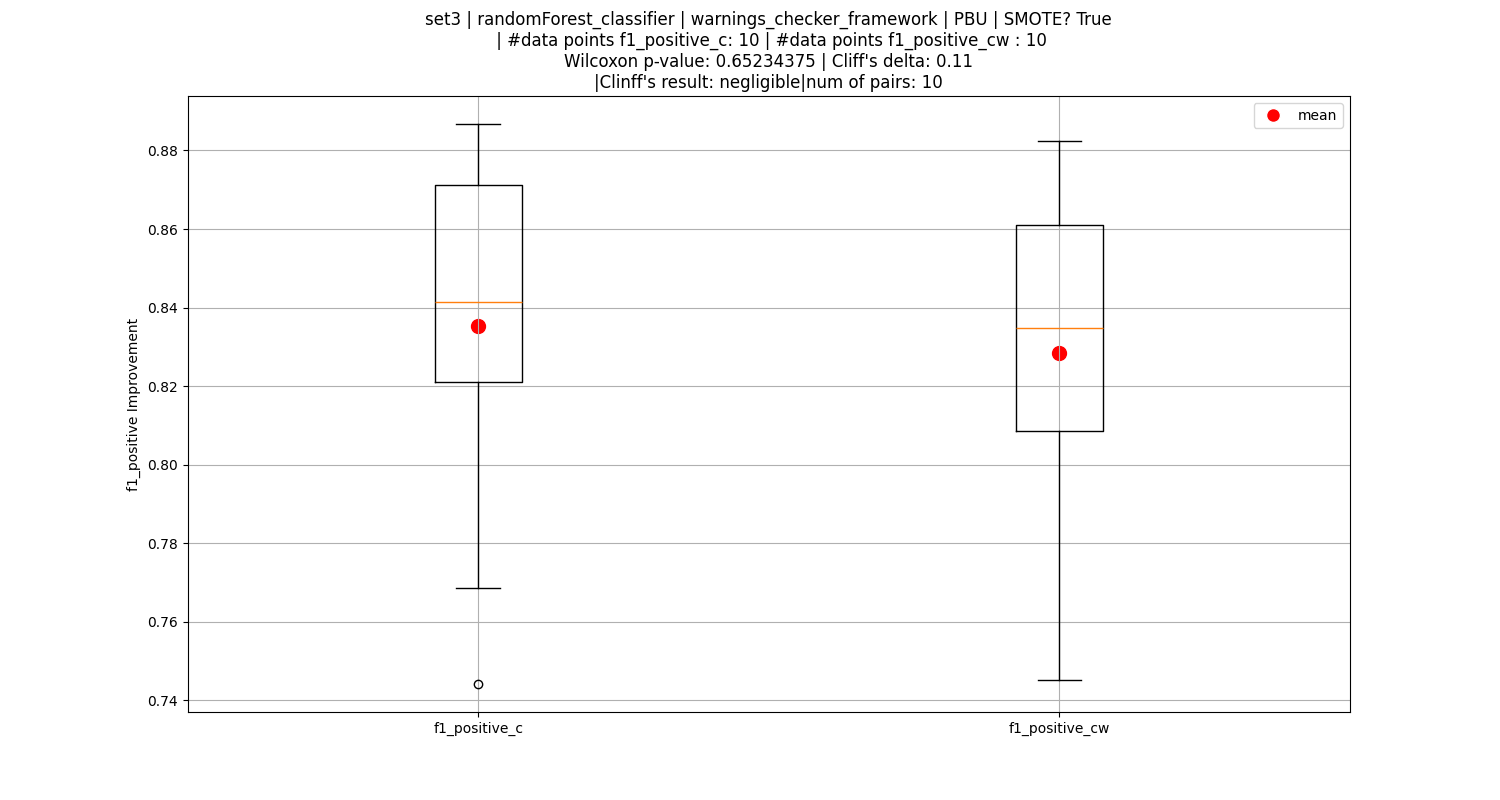 set3 | randomForest_classifier | warnings_checker_framework | PBU | SMOTE? True
| #data points f1_positive_c: 10 | #data points f1_positive_cw : 10
Wilcoxon p-value: 0.65234375 | Cliff's delta: 0.11
|Clinff's result: negligible|num of pairs: 10
mean
0.88
0.86
0.84
0.82
0.80
0.78
0.76
0.74
f1_positive Improvement
f1_positive_c
f1_positive_cw